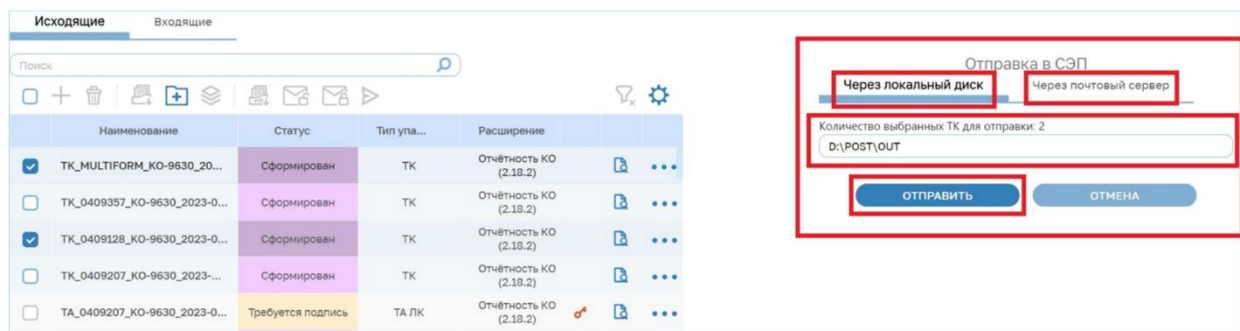 Исходящие Входящие
Поиск
Наименование Статус Тип упа... Расширение
TK_MULTIFORM_KO-9630_20... Сформирован ТК Отчётность КО
(2.18.2)
TK_0409357_KO-9630_2023-0... Сформирован ТК Отчётность КО
(2.18.2)
TK_0409128_KO-9630_2023-0... Сформирован ТК Отчётность КО
(2.18.2)
TK_0409207_KO-9630_2023-... Сформирован ТК Отчётность КО
(2.18.2)
TA_0409207_KO-9630_2023-0... Требуется подпись ТА ЛК Отчётность КО
(2.18.2)
Отправка в СЭП
Через локальный диск Через почтовый сервер
Количество выбранных ТК для отправки: 2
D:\POST\OUT
ОТПРАВИТЬ ОТМЕНА